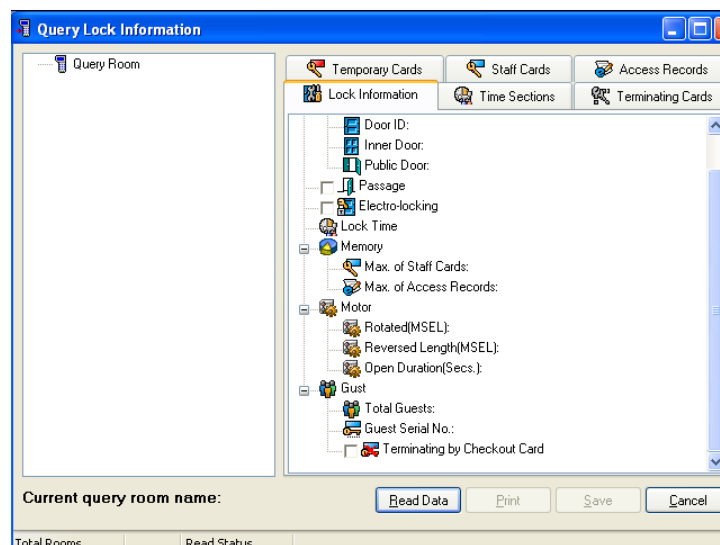 Query Lock Information
Query Room
Temporary Cards
Staff Cards
Access Records
Lock Information
Time Sections
Terminating Cards
Door ID:
Inner Door:
Public Door:
Passage
Electro-locking
Lock Time
Memory
Max. of Staff Cards:
Max. of Access Records:
Motor
Rotated(MSEL):
Reversed Length(MSEL):
Open Duration(Secs.):
Gust
Total Guests:
Guest Serial No.:
Terminating by Checkout Card
Current query room name:
Read Data
Print
Save
Cancel
Total Rooms
Read Status